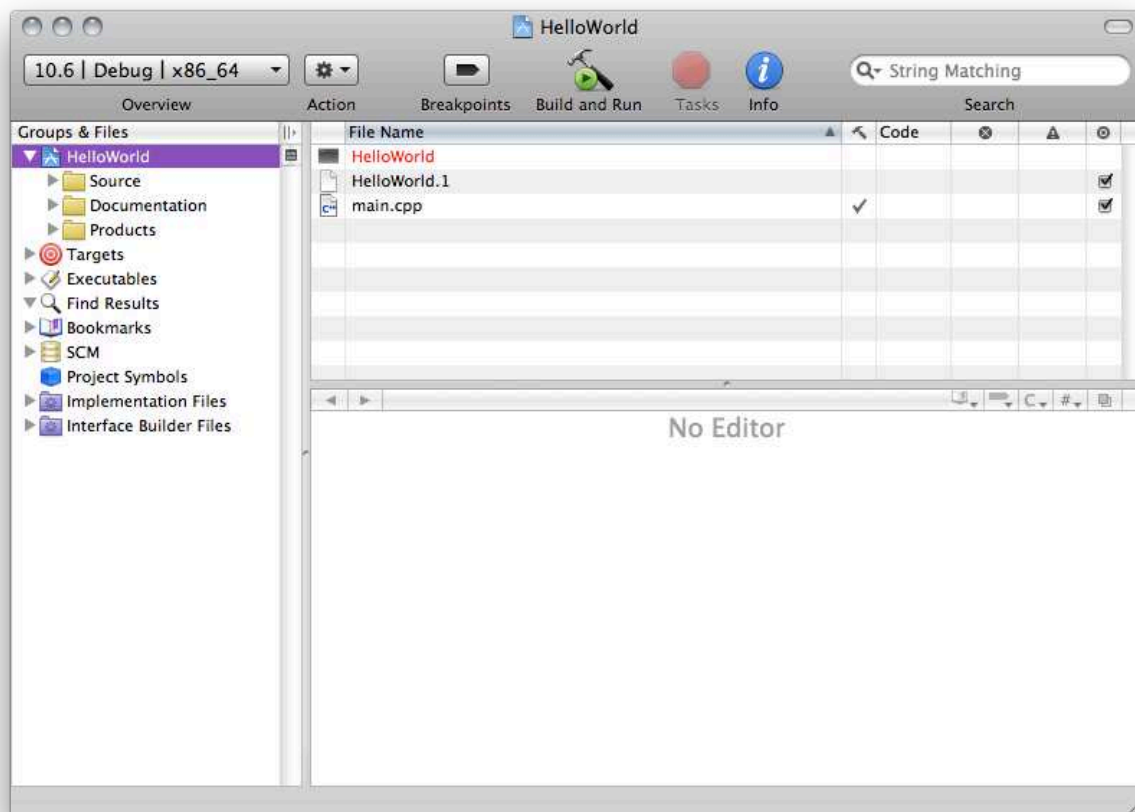 HelloWorld
10.6 | Debug | x86_64
String Matching
Overview
Action
Breakpoints
Build and Run
Tasks
Info
Search
Groups & Files
File Name
Code
HelloWorld
HelloWorld
Source
HelloWorld.1
Documentation
main.cpp
Products
Targets
Executables
Find Results
Bookmarks
SCM
Project Symbols
Implementation Files
C
#
Interface Builder Files
No Editor